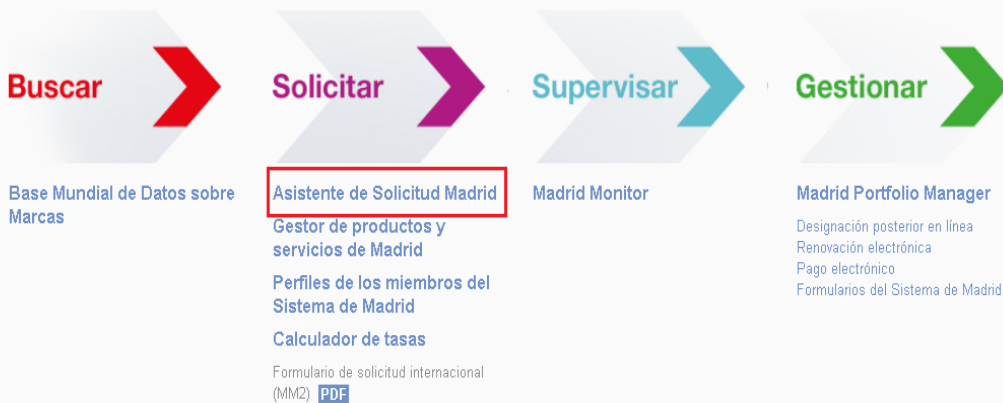 Buscar
Solicitar
Supervisar
Gestionar
Base Mundial de Datos sobre
Marcas
Asistente de Solicitud Madrid
Gestor de productos y
servicios de Madrid
Perfiles de los miembros del
Sistema de Madrid
Calculador de tasas
Formulario de solicitud internacional
(MM2) PDF
Madrid Monitor
Madrid Portfolio Manager
Designación posterior en línea
Renovación electrónica
Pago electrónico
Formularios del Sistema de Madrid